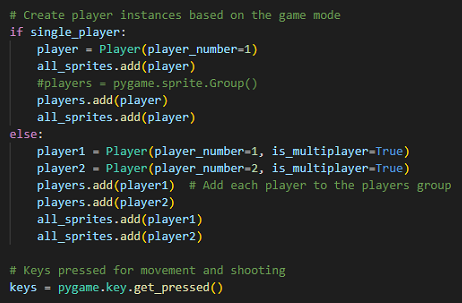 # Create player instances based on the game mode
if single_player:
    player = Player(player_number=1)
    all_sprites.add(player)
    #players = pygame.sprite.Group()
    players.add(player)
    all_sprites.add(player)
else:
    player1 = Player(player_number=1, is_multiplayer=True)
    player2 = Player(player_number=2, is_multiplayer=True)
    players.add(player1)  # Add each player to the players group
    players.add(player2)
    all_sprites.add(player1)
    all_sprites.add(player2)

# Keys pressed for movement and shooting
keys = pygame.key.get_pressed()